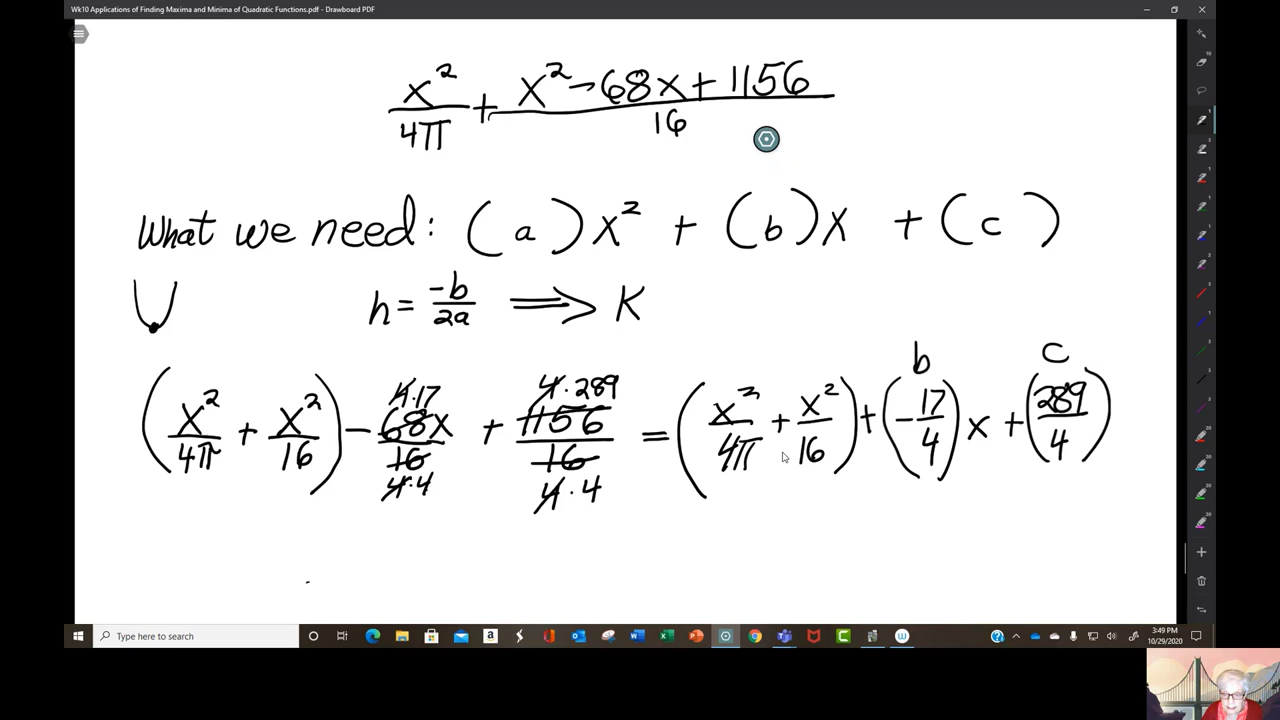 Wk10 Applications of Finding Maxima and Minima of Quadratic Functions.pdf - Drawboard PDF
x²/4π + (x² - 68x + 1156)/16
What we need: (a)x² + (b)x + (c)
h = -b/2a ⟹ K
b c
4·17 4·289
(x²/4π + x²/16) - 68x/16 + 1156/16 = (x²/4π + x²/16) + (-17/4)x + (289/4)
4·4 4·4
Type here to search
3:49 PM
10/29/2020